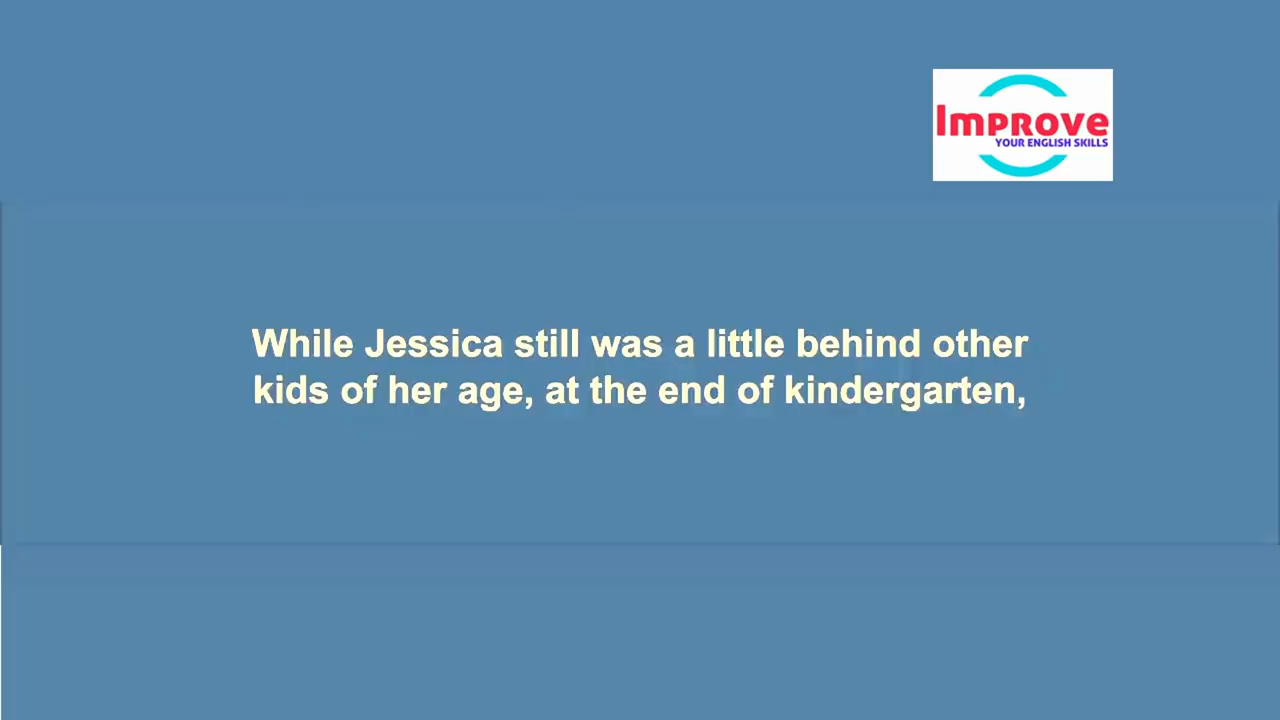 Improve
YOUR ENGLISH SKILLS
While Jessica still was a little behind other
kids of her age, at the end of kindergarten,